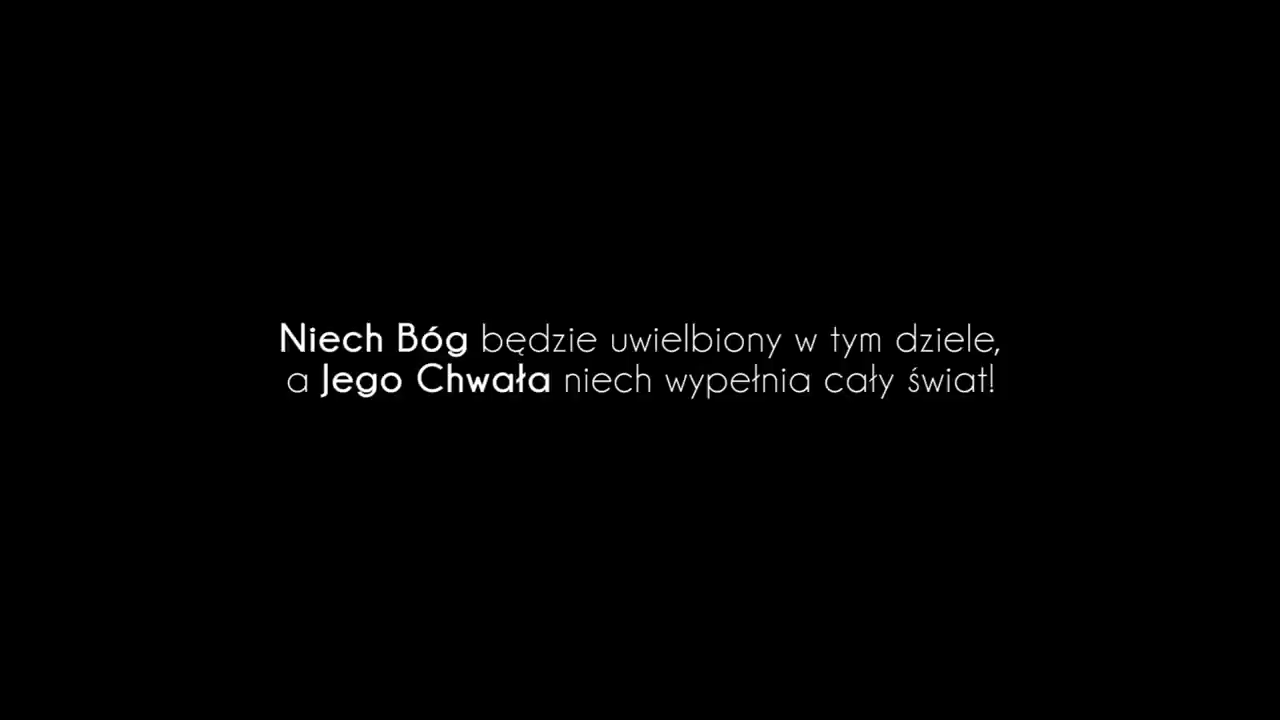 Niech Bóg będzie uwielbiony w tym dziele,
a Jego Chwała niech wypełnia cały świat!